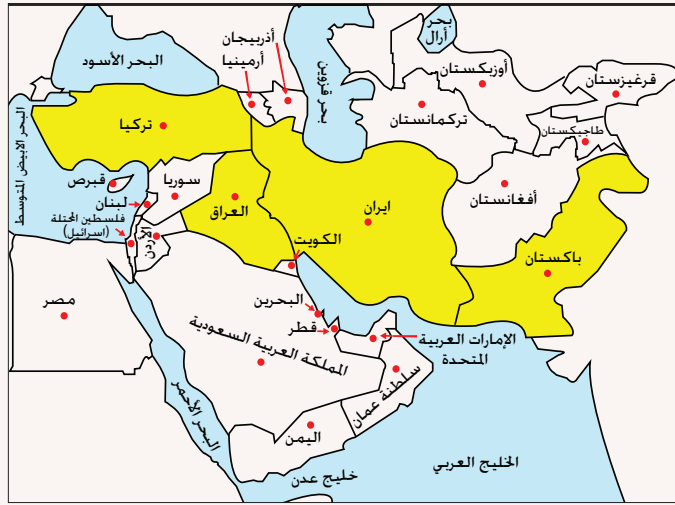 بحر
أرال
أذربيجان
أرمينيا
البحر الأسود
بحر قزوين
أوزبكستان
قرغيزستان
تركمانستان
طاجيكستان
تركيا
البحر الابيض المتوسط
قبرص
سوريا
لبنان
فلسطين المحتلة
(اسرائيل)
الأردن
العراق
ايران
أفغانستان
باكستان
الكويت
مصر
البحرين
قطر
المملكة العربية السعودية
الإمارات العربية
المتحدة
سلطنة عمان
البحر الأحمر
اليمن
خليج عدن
الخليج العربي